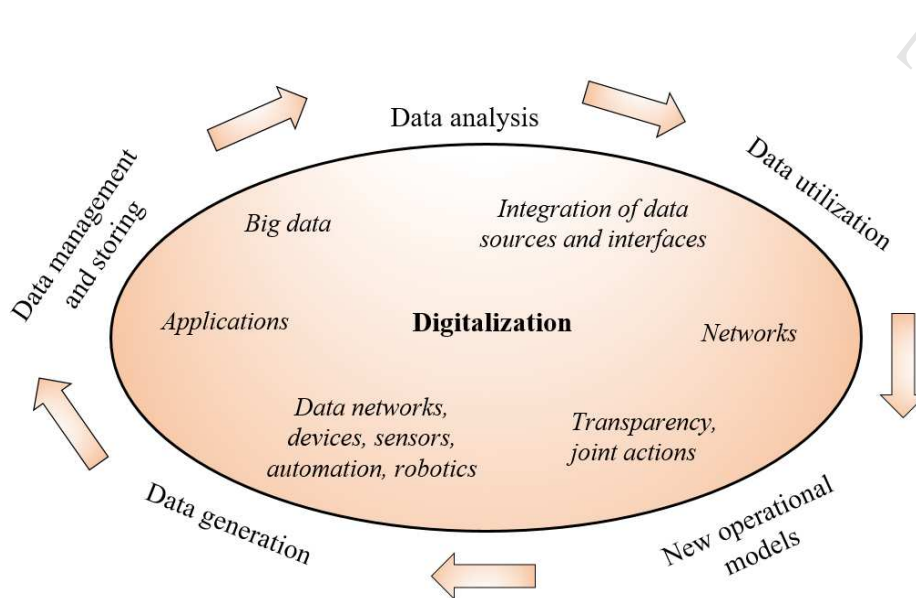 Data analysis
Data utilization
Data management
and storing
Big data
Integration of data
sources and interfaces
Applications
Digitalization
Networks
Data networks,
devices, sensors,
automation, robotics
Transparency,
joint actions
Data generation
New operational
models